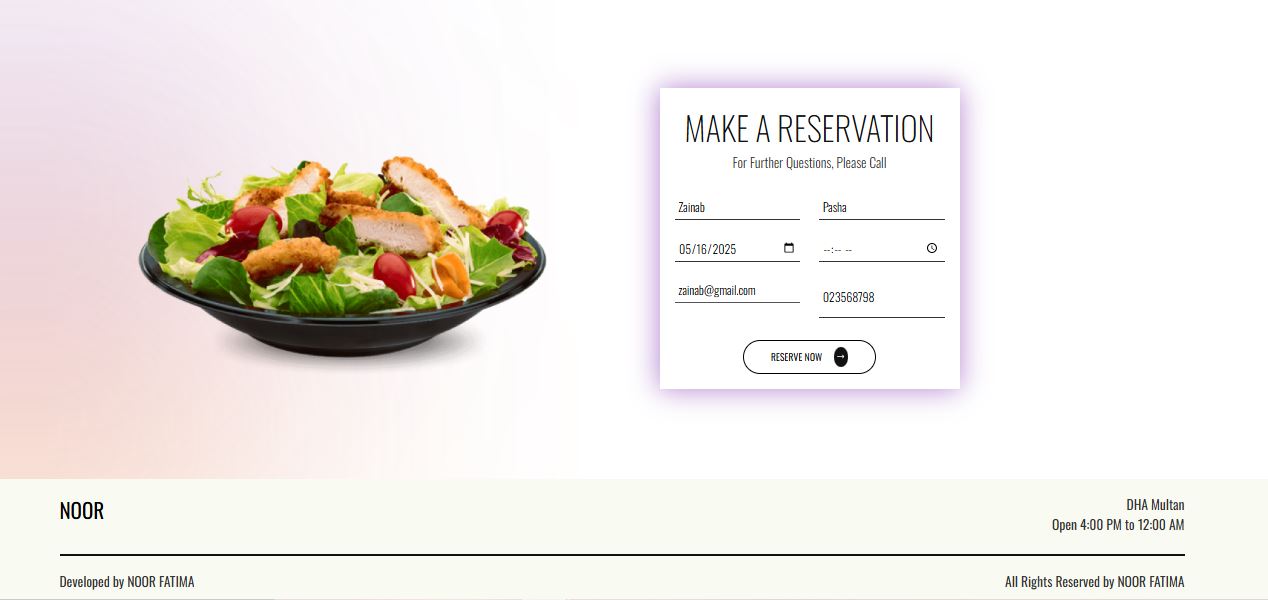 MAKE A RESERVATION
For Further Questions, Please Call
Zainab Pasha
05/16/2025 --:-- --
zainab@gmail.com 023568798
RESERVE NOW →
NOOR
DHA Multan
Open 4:00 PM to 12:00 AM
Developed by NOOR FATIMA
All Rights Reserved by NOOR FATIMA